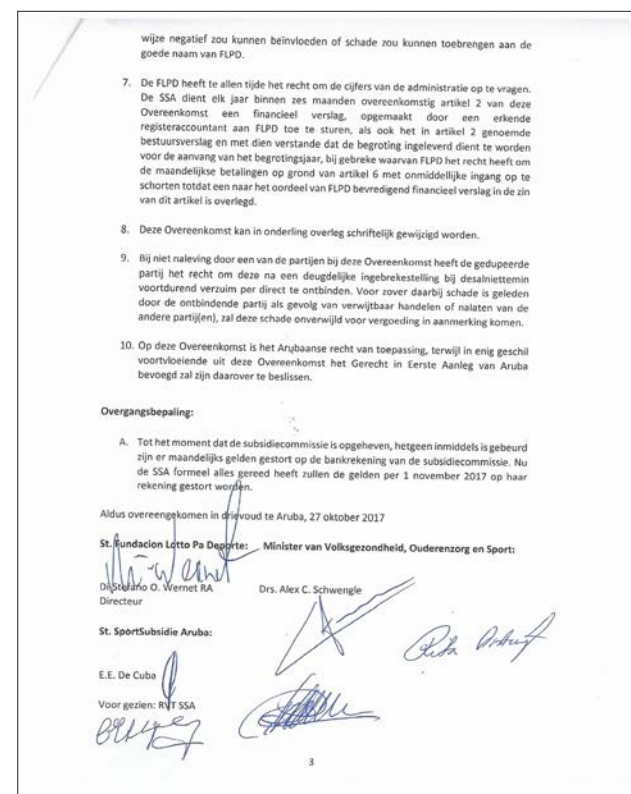 wijze negatief zou kunnen beïnvloeden of schade zou kunnen toebrengen aan de
goede naam van FLPD.
7. De FLPD heeft te allen tijde het recht om de cijfers van de administratie op te vragen.
De SSA dient elk jaar binnen zes maanden overeenkomstig artikel 2 van deze
Overeenkomst een financieel verslag, opgemaakt door een erkende
registeraccountant aan FLPD toe te sturen, als ook het in artikel 2 genoemde
bestuursverslag en met dien verstande dat de begroting ingeleverd dient te worden
voor de aanvang van het begrotingsjaar, bij gebreke waarvan FLPD het recht heeft om
de maandelijkse betalingen op grond van artikel 6 met onmiddellijke ingang op te
schorten totdat een naar het oordeel van FLPD bevredigend financieel verslag in de zin
van dit artikel is overlegd.
8. Deze Overeenkomst kan in onderling overleg schriftelijk gewijzigd worden.
9. Bij niet naleving door een van de partijen bij deze Overeenkomst heeft de gedupeerde
partij het recht om deze na een deugdelijke ingebrekestelling bij desalniettemin
voortdurend verzuim per direct te ontbinden. Voor zover daarbij schade is geleden
door de ontbindende partij als gevolg van verwijtbaar handelen of nalaten van de
andere partij(en), zal deze schade onverwijld voor vergoeding in aanmerking komen.
10. Op deze Overeenkomst is het Arubaanse recht van toepassing, terwijl in enig geschil
voortvloeiende uit deze Overeenkomst het Gerecht in Eerste Aanleg van Aruba
bevoegd zal zijn daarover te beslissen.
Overgangsbepaling:
A. Tot het moment dat de subsidiecommissie is opgeheven, hetgeen inmiddels is gebeurd
zijn er maandelijks gelden gestort op de bankrekening van de subsidiecommissie. Nu
de SSA formeel alles gereed heeft zullen de gelden per 1 november 2017 op haar
rekening gestort worden.
Aldus overeengekomen in drievoud te Aruba, 27 oktober 2017
St. Fundacion Lotto Pa Deporte: Minister van Volksgezondheid, Ouderenzorg en Sport:
Wernet
Stefano O. Wernet RA Drs. Alex C. Schwengle
Directeur
St. SportSubsidie Aruba:
E.E. De Cuba
Voor gezien: RVT SSA
3